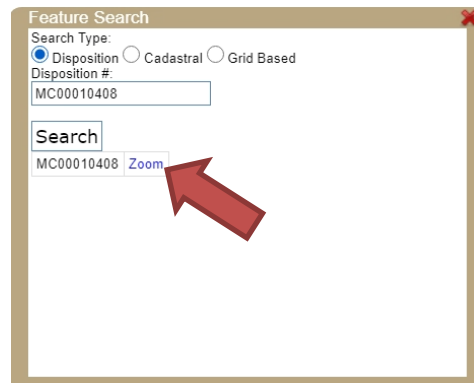 Feature Search
Search Type:
Disposition Cadastral Grid Based
Disposition #:
MC00010408
Search
MC00010408 Zoom